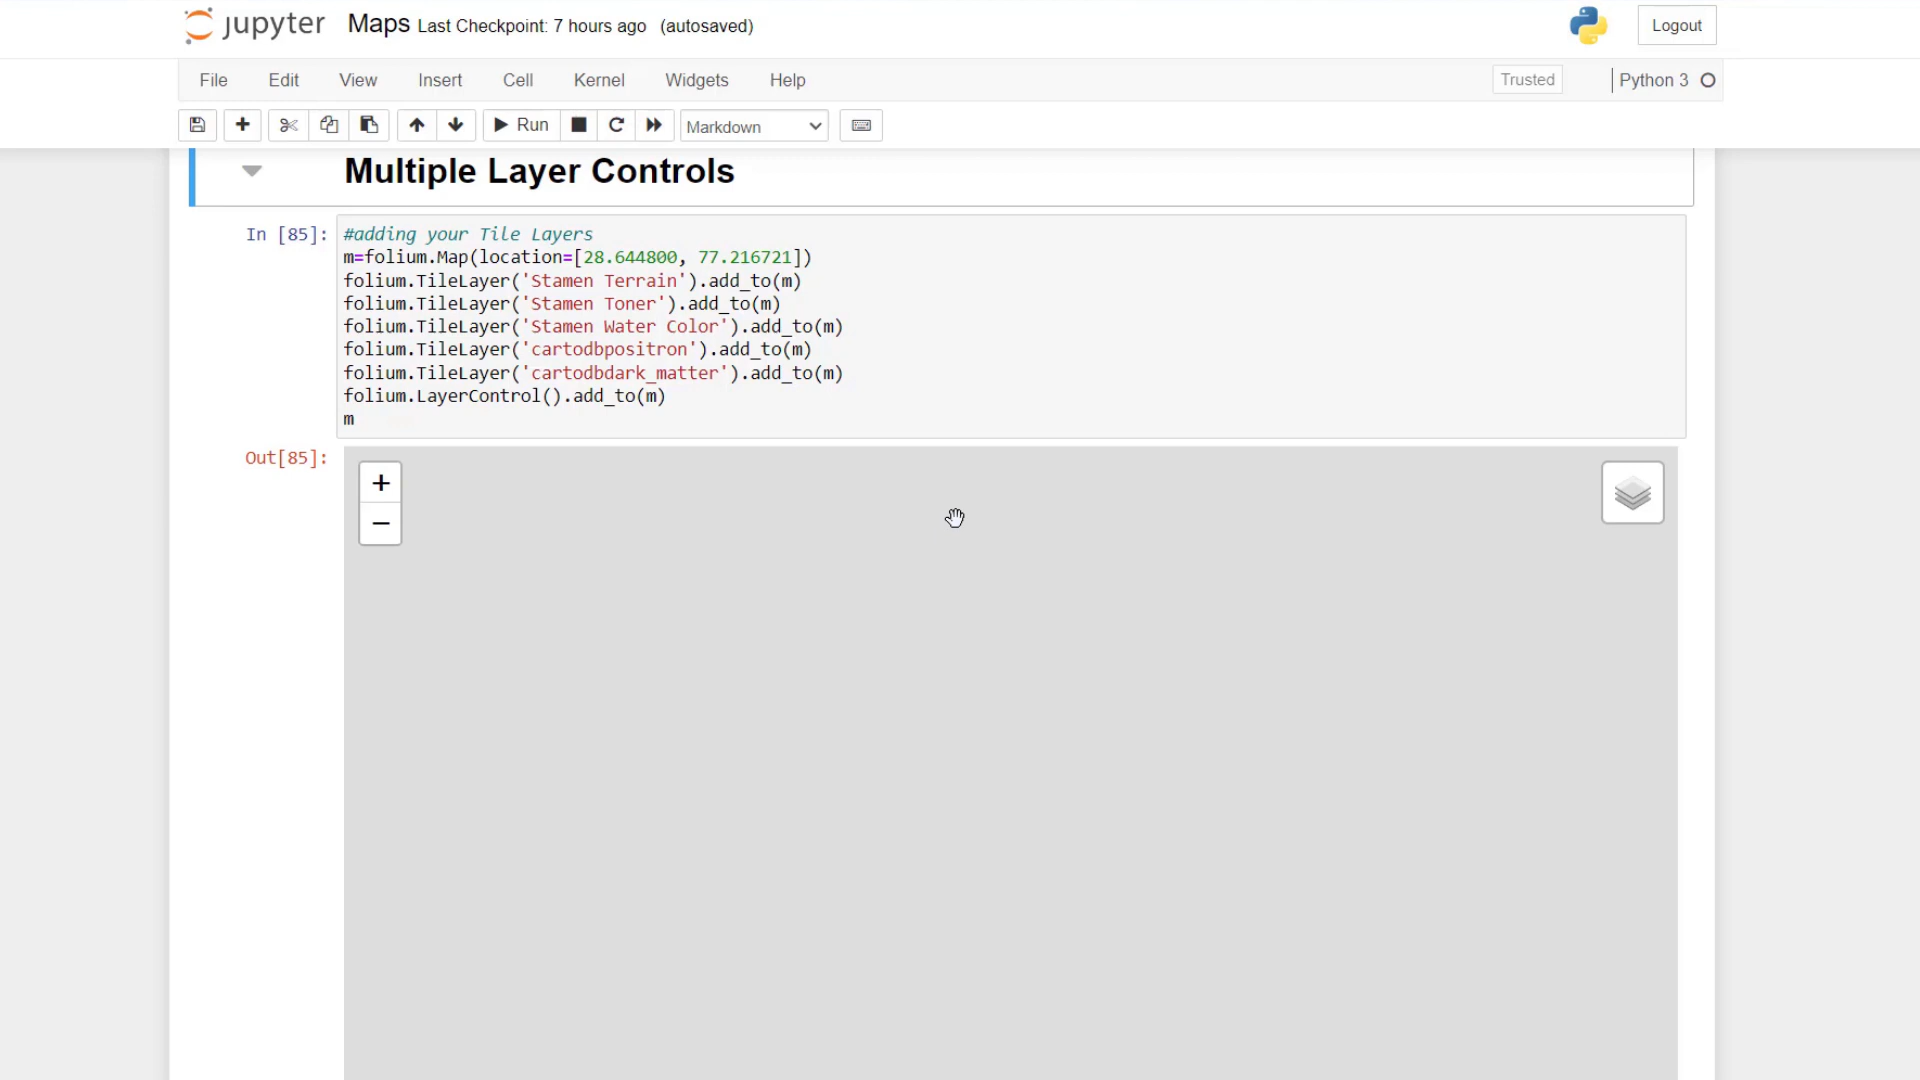 jupyter Maps Last Checkpoint: 7 hours ago (autosaved) Logout
File Edit View Insert Cell Kernel Widgets Help Trusted Python 3
Run Markdown
Multiple Layer Controls
In [85]: #adding your Tile Layers
m=folium.Map(location=[28.644800, 77.216721])
folium.TileLayer('Stamen Terrain').add_to(m)
folium.TileLayer('Stamen Toner').add_to(m)
folium.TileLayer('Stamen Water Color').add_to(m)
folium.TileLayer('cartodbpositron').add_to(m)
folium.TileLayer('cartodbdark_matter').add_to(m)
folium.LayerControl().add_to(m)
m
Out[85]: +
−